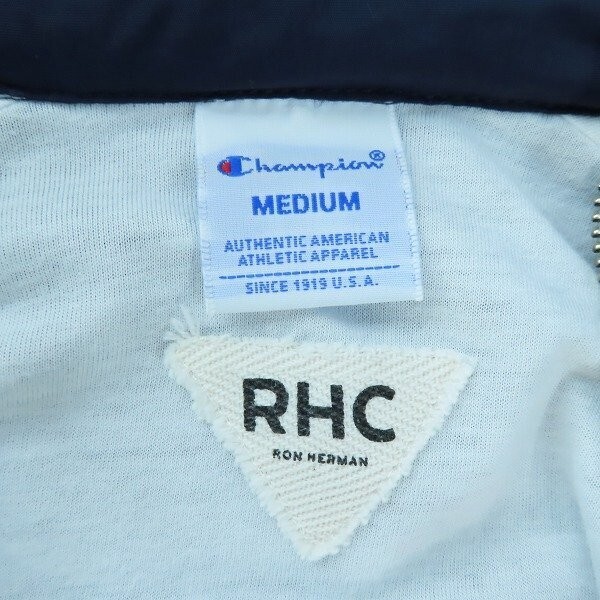 Champion®
MEDIUM
AUTHENTIC AMERICAN
ATHLETIC APPAREL
SINCE 1919 U.S.A.
RHC
RON HERMAN